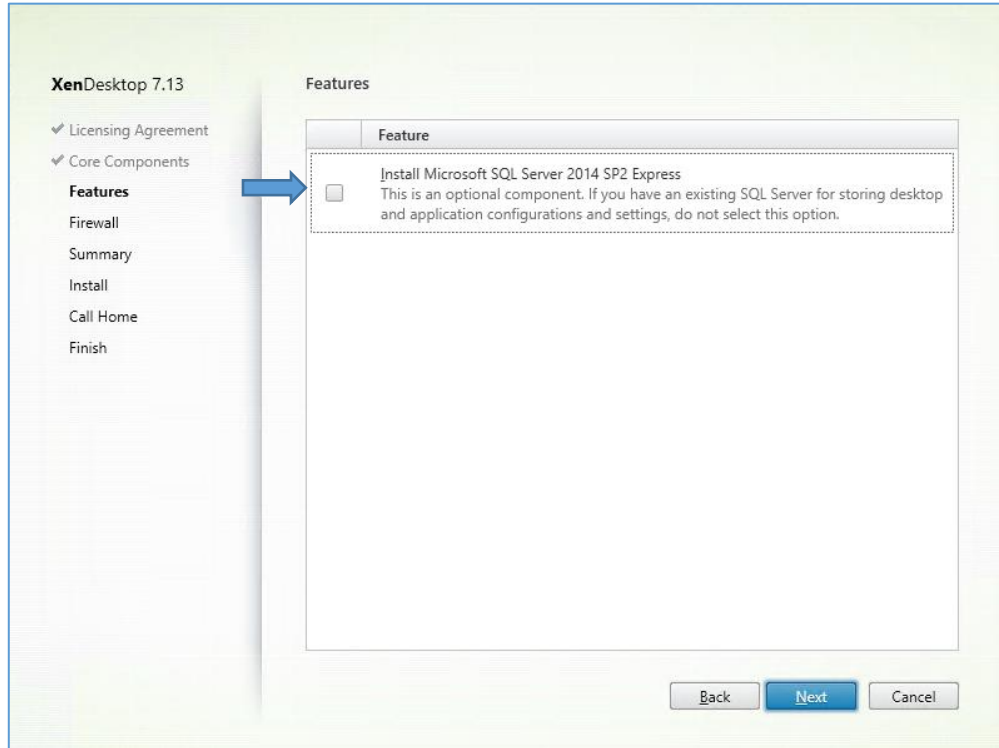 XenDesktop 7.13
Licensing Agreement
Core Components
Features
Firewall
Summary
Install
Call Home
Finish
Features
Feature
Install Microsoft SQL Server 2014 SP2 Express
This is an optional component. If you have an existing SQL Server for storing desktop
and application configurations and settings, do not select this option.
Back
Next
Cancel